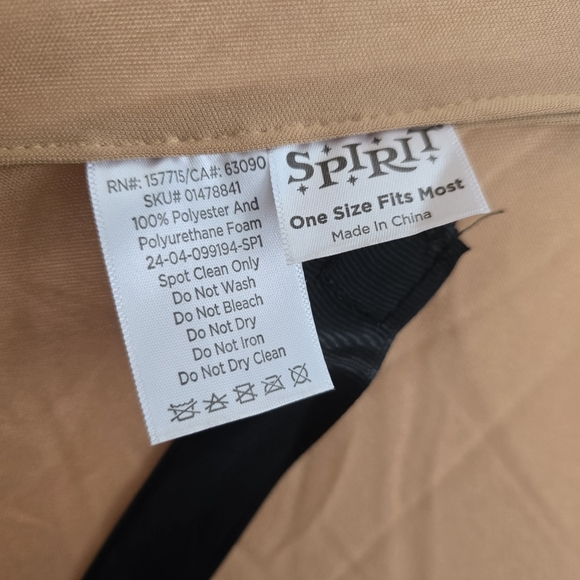 RN#: 157715/CA#: 63090
SKU# 01478841
100% Polyester And
Polyurethane Foam
24-04-099194-SP1
Spot Clean Only
Do Not Wash
Do Not Bleach
Do Not Dry
Do Not Iron
Do Not Dry Clean
SPIRIT
One Size Fits Most
Made In China